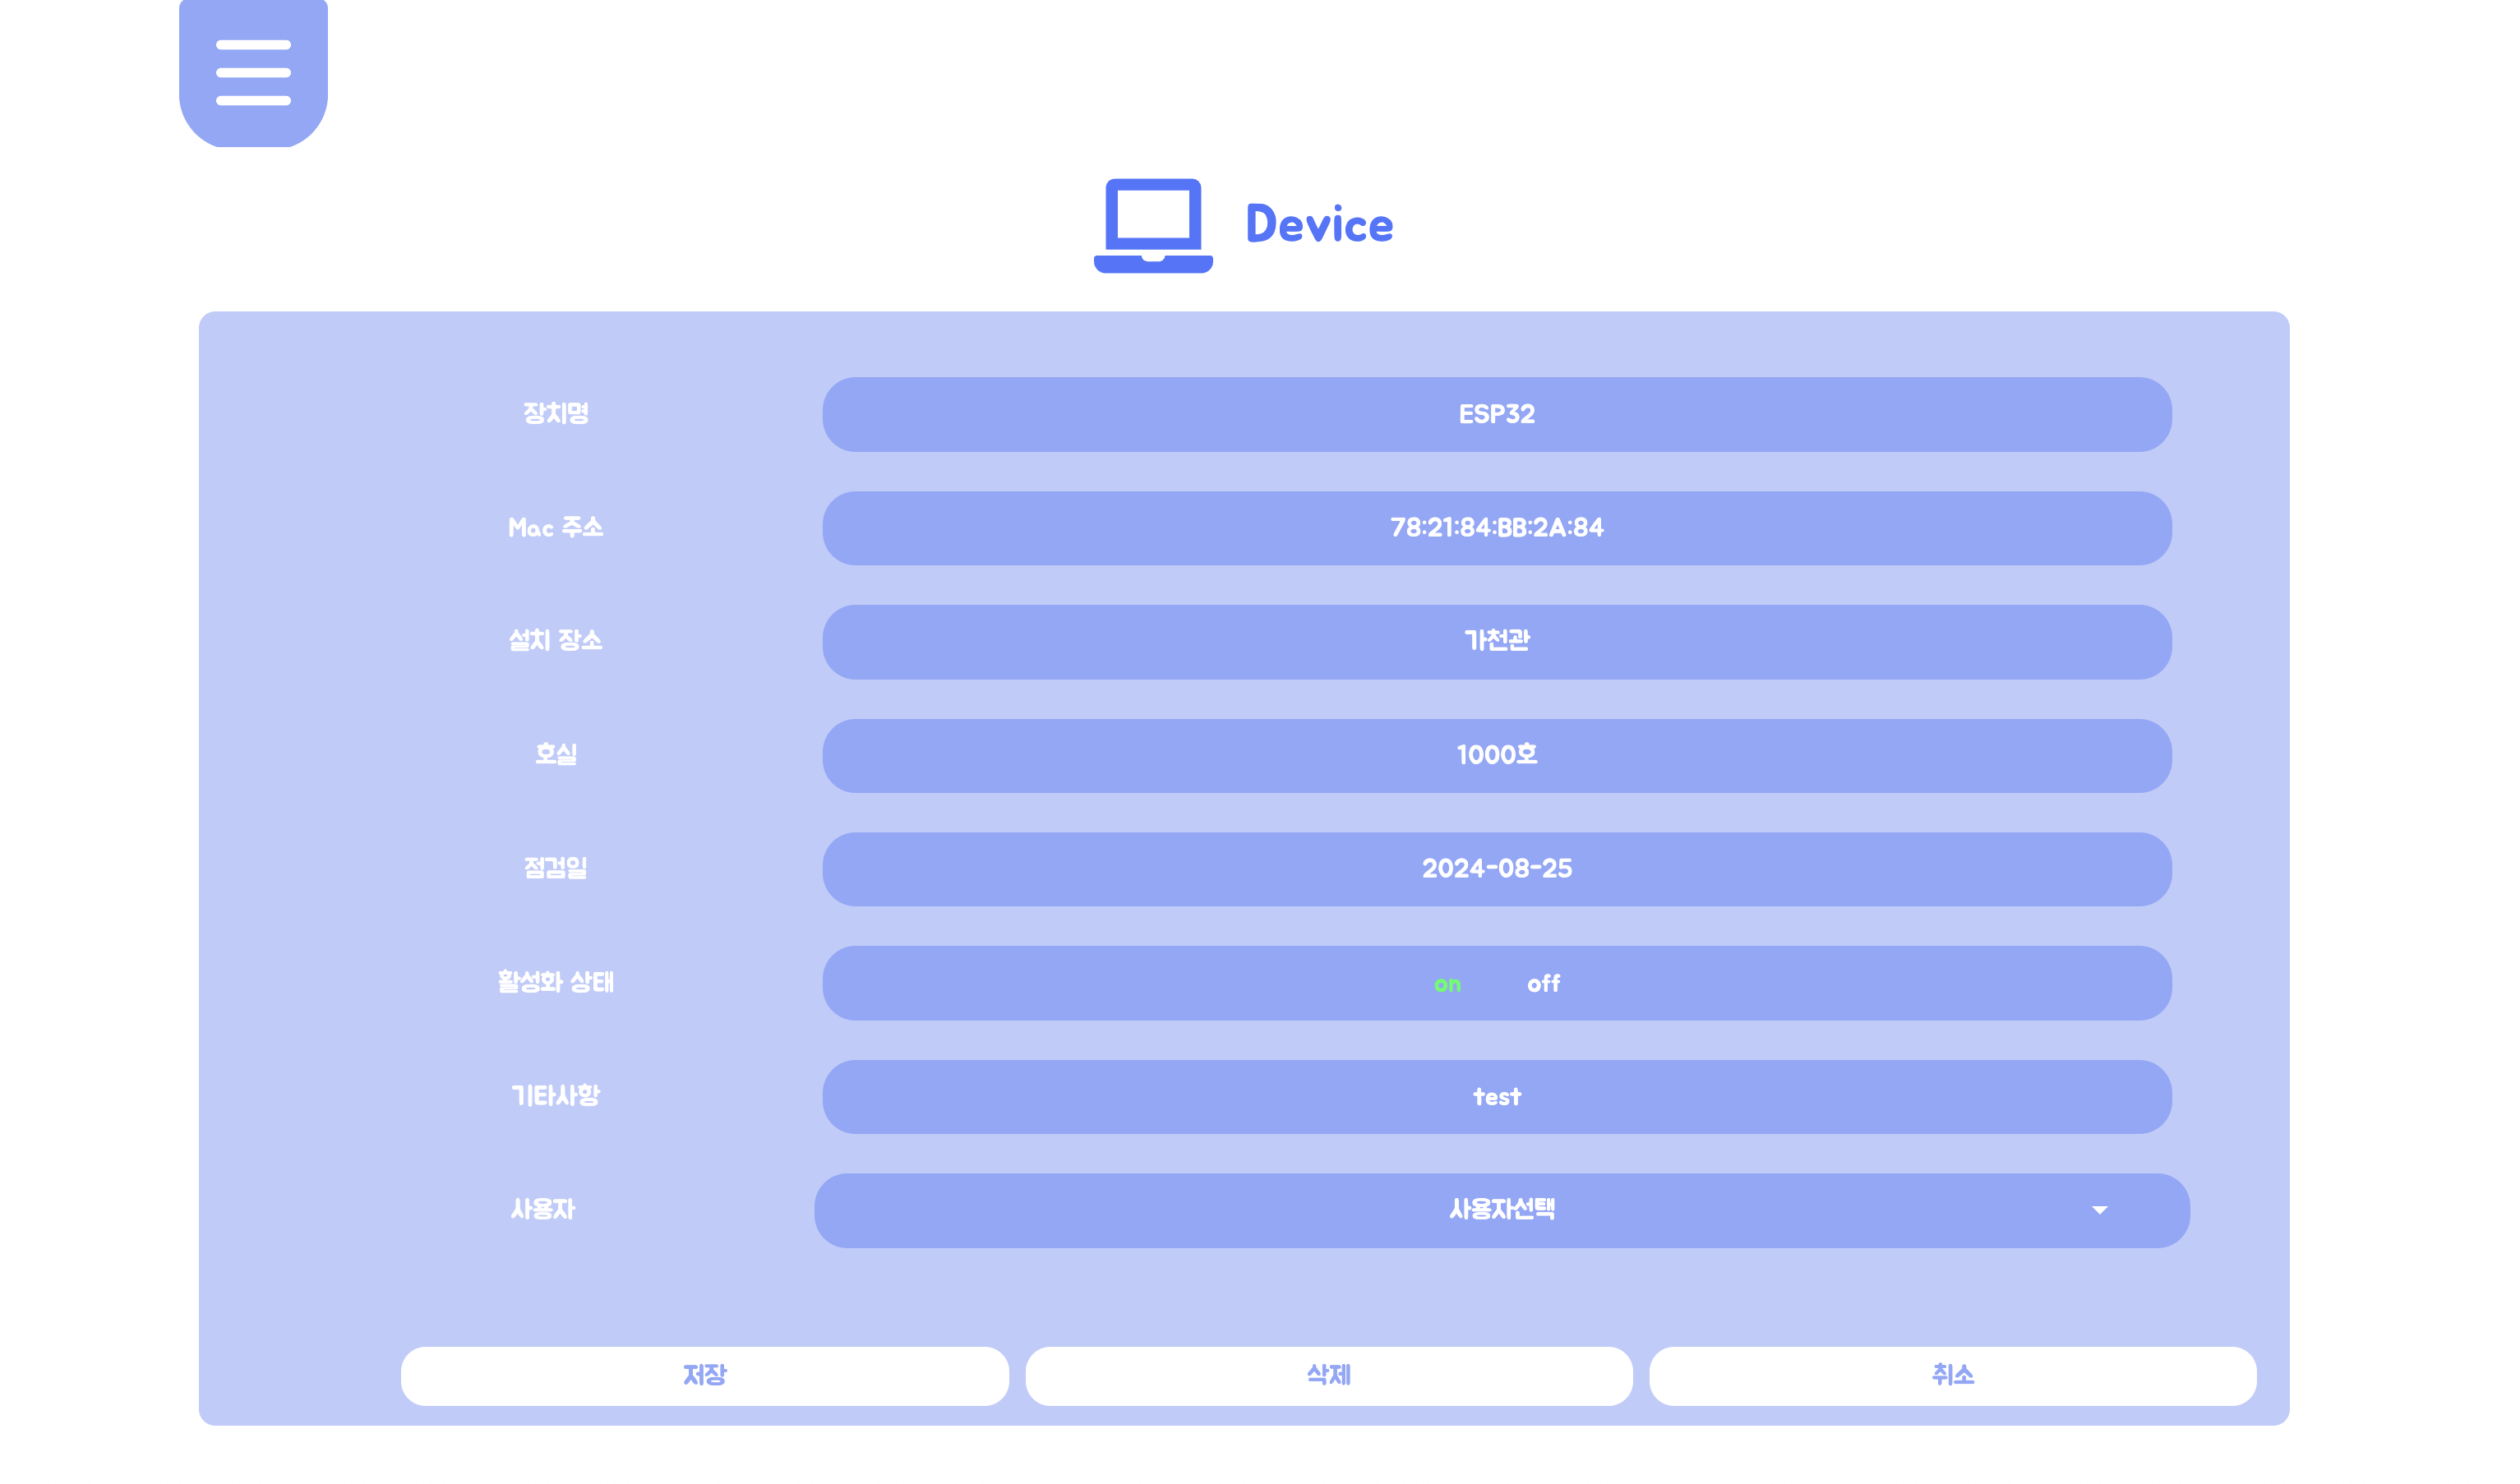 Device
장치명 ESP32
Mac 주소 78:21:84:BB:2A:84
설치 장소 가천관
호실 1000호
점검일 2024-08-25
활성화 상태 on off
기타사항 test
사용자 사용자선택
저장 삭제 취소